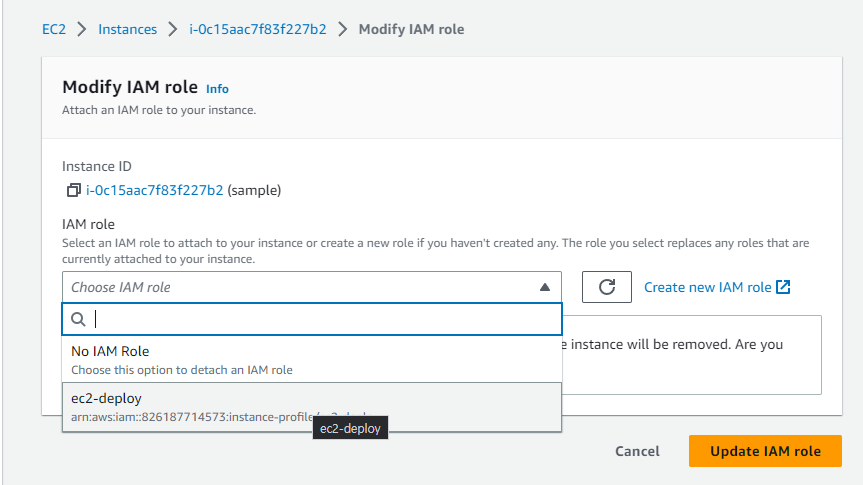 EC2 > Instances > i-0c15aac7f83f227b2 > Modify IAM role
Modify IAM role Info
Attach an IAM role to your instance.
Instance ID
i-0c15aac7f83f227b2 (sample)
IAM role
Select an IAM role to attach to your instance or create a new role if you haven't created any. The role you select replaces any roles that are
currently attached to your instance.
Choose IAM role
Create new IAM role
No IAM Role
Choose this option to detach an IAM role
instance will be removed. Are you
ec2-deploy
arn:aws:iam::826187714573:instance-profile/
ec2-deploy
Cancel
Update IAM role